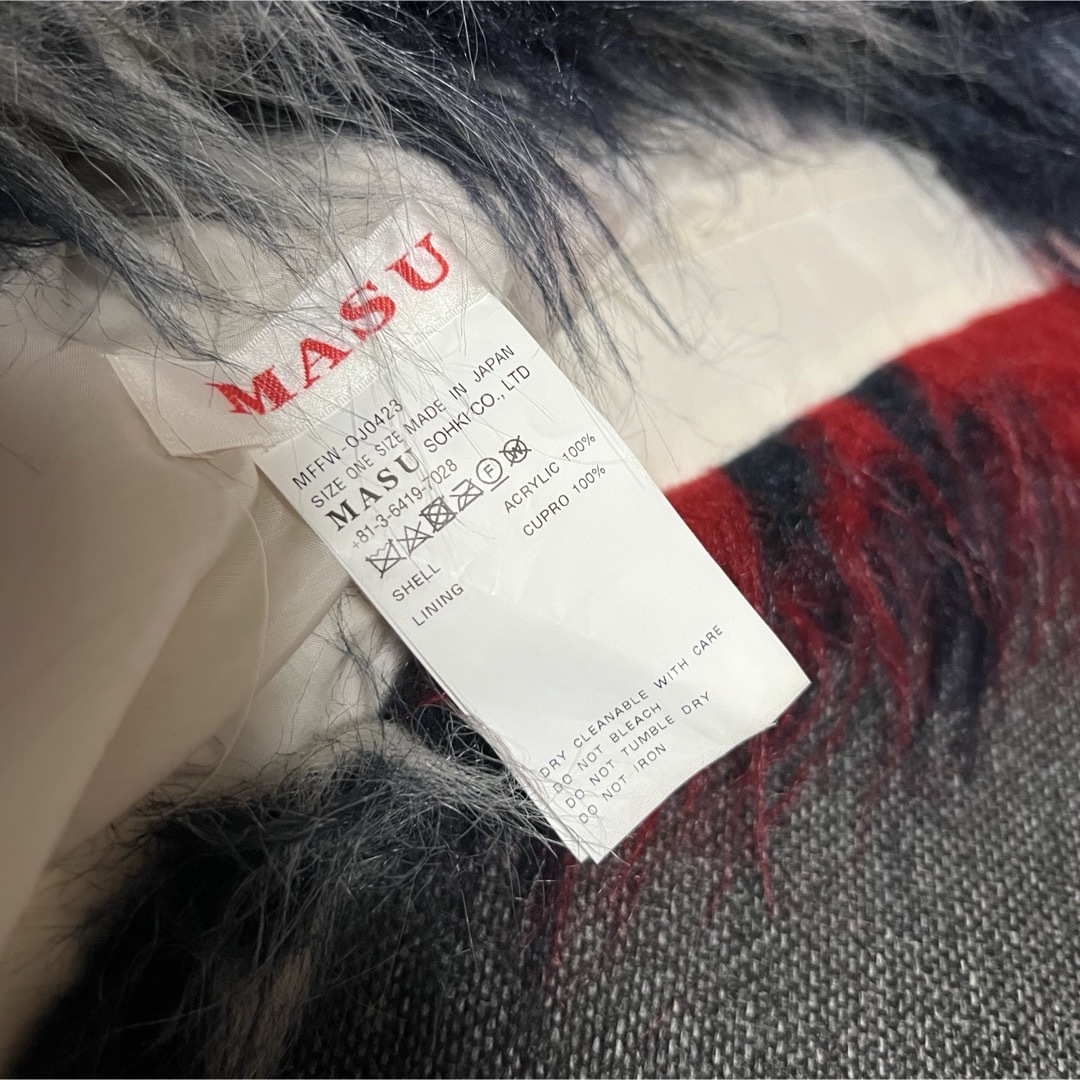 MASU
MFFW-0J0423
SIZE ONE SIZE MADE IN JAPAN
MASU SOHKI CO., LTD
+81-3-6419-7028
F
SHELL ACRYLIC 100%
LINING CUPRO 100%
DRY CLEANABLE WITH CARE
DO NOT BLEACH
DO NOT TUMBLE DRY
DO NOT IRON